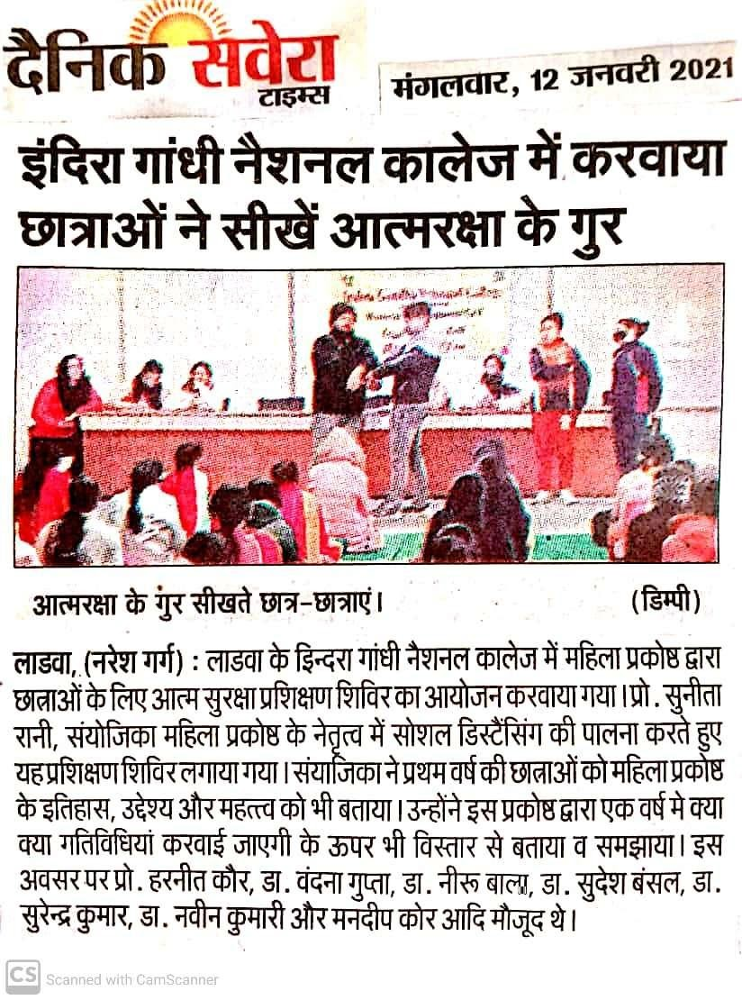 दैनिक सवेरा
टाइम्स
मंगलवार, 12 जनवरी 2021
इंदिरा गांधी नैशनल कालेज में करवाया
छात्राओं ने सीखें आत्मरक्षा के गुर
आत्मरक्षा के गुर सीखते छात्र-छात्राएं। (डिम्पी)
लाडवा, (नरेश गर्ग) : लाडवा के इिन्दरा गांधी नैशनल कालेज में महिला प्रकोष्ठ द्वारा
छात्राओं के लिए आत्म सुरक्षा प्रशिक्षण शिविर का आयोजन करवाया गया। प्रो. सुनीता
रानी, संयोजिका महिला प्रकोष्ठ के नेतृत्व में सोशल डिस्टैंसिंग की पालना करते हुए
यह प्रशिक्षण शिविर लगाया गया। संयाजिका ने प्रथम वर्ष की छात्राओं को महिला प्रकोष्ठ
के इतिहास, उद्देश्य और महत्त्व को भी बताया। उन्होंने इस प्रकोष्ठ द्वारा एक वर्ष मे क्या
क्या गतिविधियां करवाई जाएगी के ऊपर भी विस्तार से बताया व समझाया। इस
अवसर पर प्रो. हरनीत कौर, डा. वंदना गुप्ता, डा. नीरू बाला, डा. सुदेश बंसल, डा.
सुरेन्द्र कुमार, डा. नवीन कुमारी और मनदीप कोर आदि मौजूद थे।
CS Scanned with CamScanner